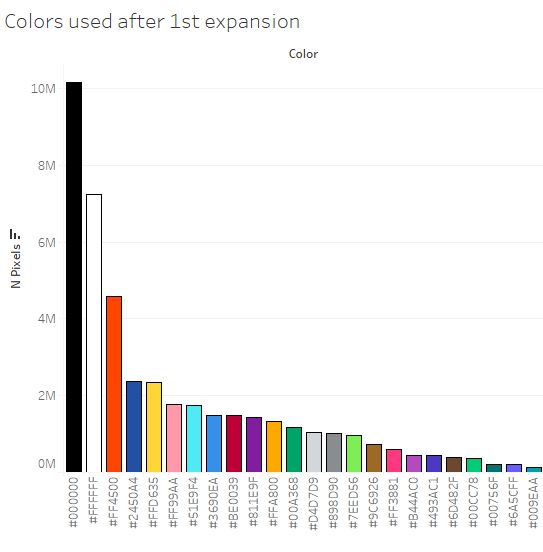 Colors used after 1st expansion
Color
N Pixels
10M
8M
6M
4M
2M
0M
#000000
#FFFFFF
#FF4500
#2450A4
#FFD635
#FF99AA
#51E9F4
#3690EA
#BE0039
#811E9F
#FFA800
#00A368
#D4D7D9
#898D90
#7EED56
#9C6926
#FF3881
#B44AC0
#493AC1
#6D482F
#00CC78
#00756F
#6A5CFF
#009EAA